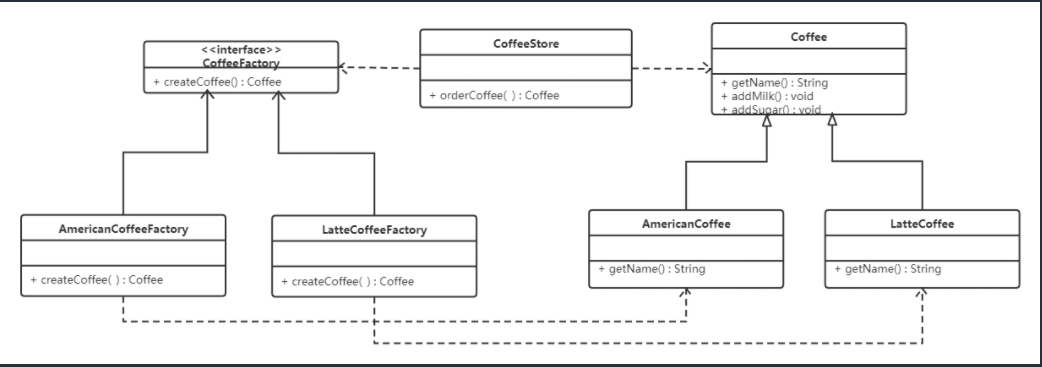 <<interface>>
CoffeeFactory
+ createCoffee() : Coffee
CoffeeStore
+ orderCoffee( ) : Coffee
Coffee
+ getName() : String
+ addMilk() : void
+ addSugar() : void
AmericanCoffeeFactory
+ createCoffee( ) : Coffee
LatteCoffeeFactory
+ createCoffee( ) : Coffee
AmericanCoffee
+ getName() : String
LatteCoffee
+ getName() : String